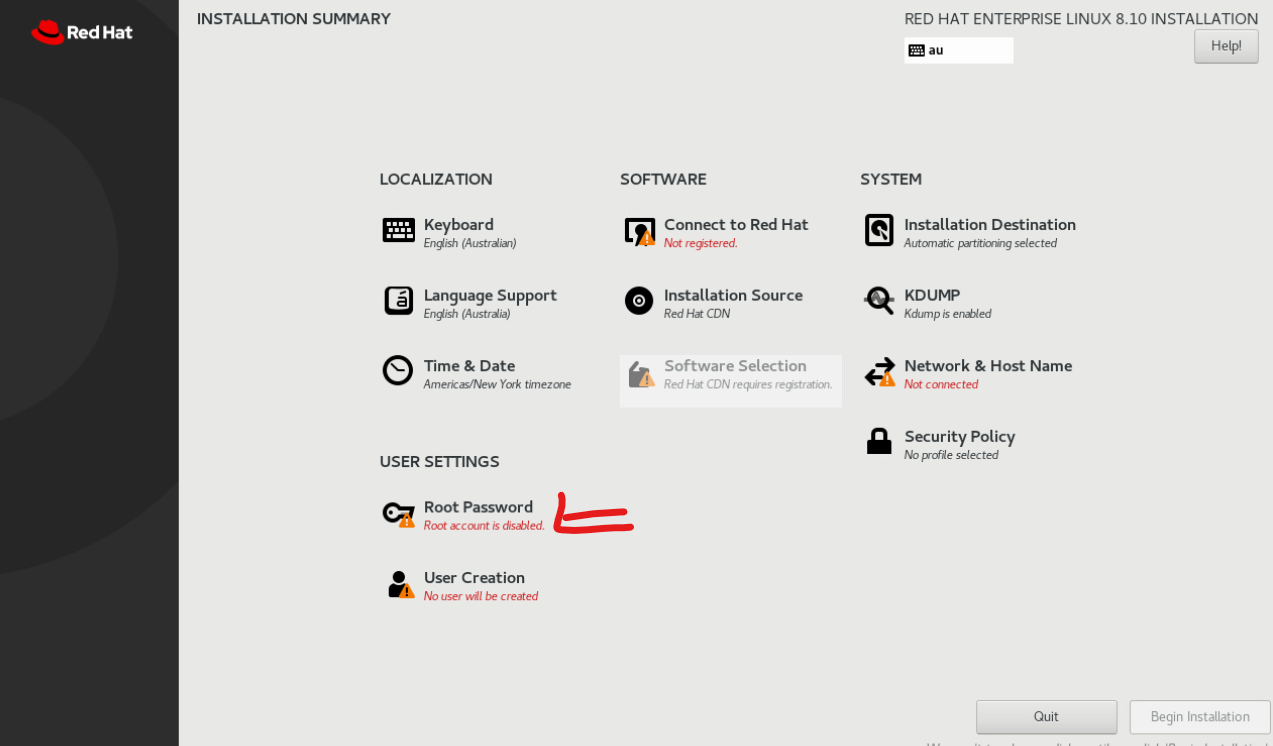 Red Hat
INSTALLATION SUMMARY
RED HAT ENTERPRISE LINUX 8.10 INSTALLATION
au
Help!
LOCALIZATION
Keyboard
English (Australian)
Language Support
English (Australia)
Time & Date
Americas/New York timezone
SOFTWARE
Connect to Red Hat
Not registered.
Installation Source
Red Hat CDN
Software Selection
Red Hat CDN requires registration.
SYSTEM
Installation Destination
Automatic partitioning selected
KDUMP
Kdump is enabled
Network & Host Name
Not connected
Security Policy
No profile selected
USER SETTINGS
Root Password
Root account is disabled.
User Creation
No user will be created
Quit
Begin Installation